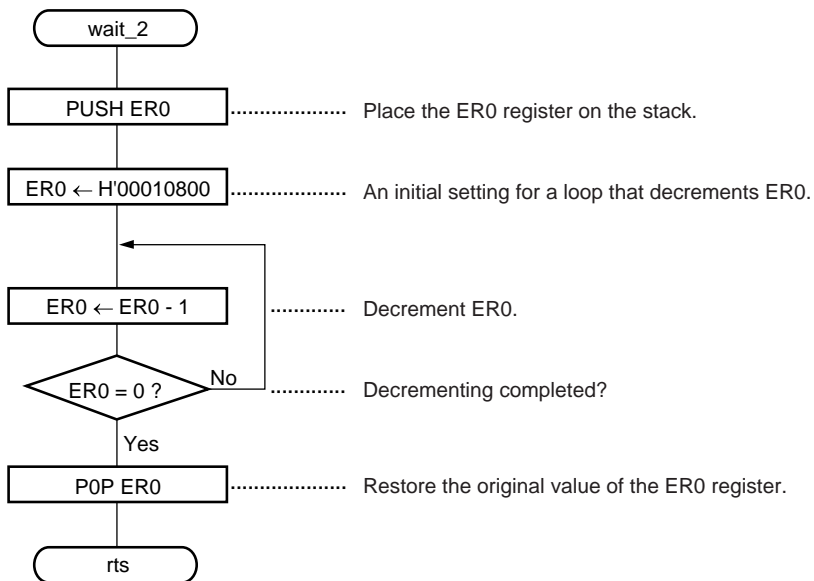 wait_2
PUSH ER0 Place the ER0 register on the stack.
ER0 ← H'00010800 An initial setting for a loop that decrements ER0.
ER0 ← ER0 - 1 Decrement ER0.
ER0 = 0 ? No Decrementing completed?
Yes
P0P ER0 Restore the original value of the ER0 register.
rts